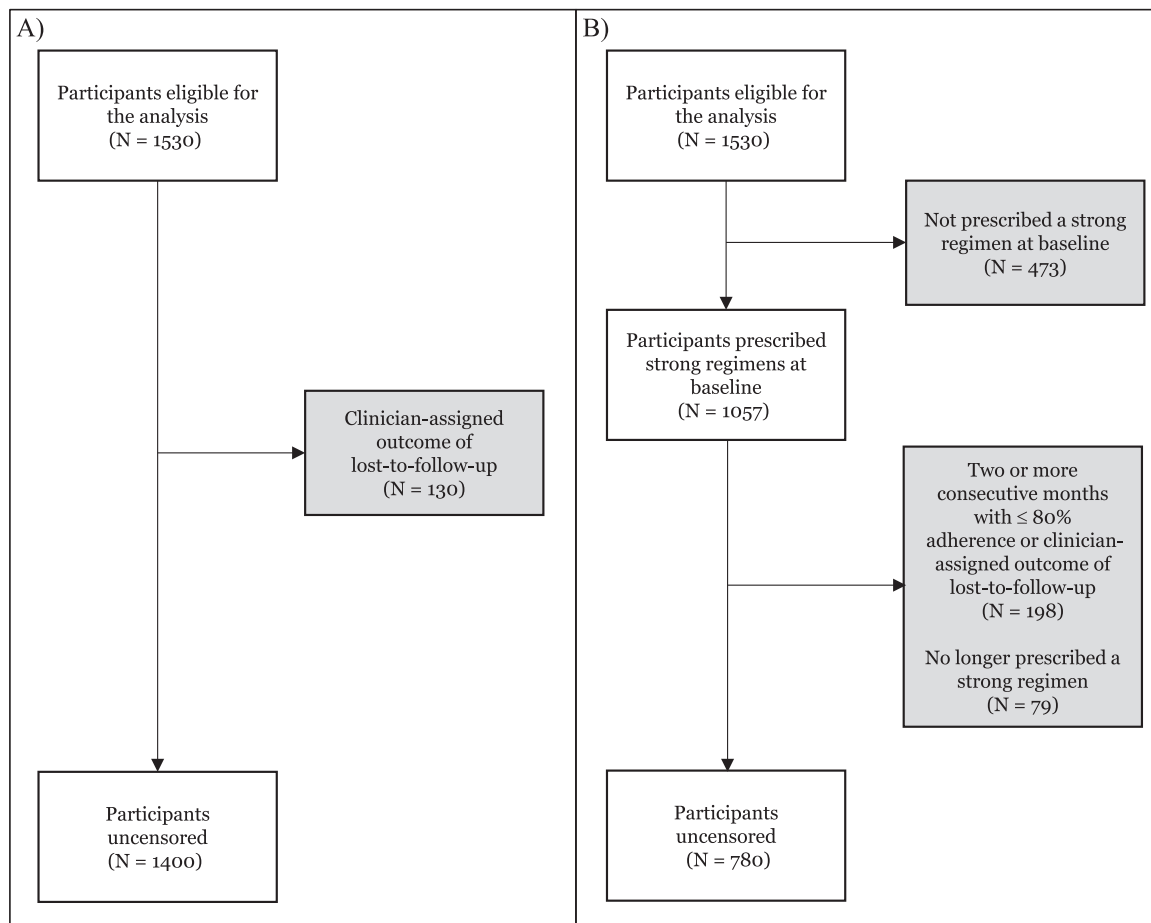 A)
Participants eligible for
the analysis
(N = 1530)
Clinician-assigned
outcome of
lost-to-follow-up
(N = 130)
Participants
uncensored
(N = 1400)
B)
Participants eligible for
the analysis
(N = 1530)
Not prescribed a strong
regimen at baseline
(N = 473)
Participants prescribed
strong regimens at
baseline
(N = 1057)
Two or more
consecutive months
with ≤ 80%
adherence or clinician-
assigned outcome of
lost-to-follow-up
(N = 198)
No longer prescribed a
strong regimen
(N = 79)
Participants
uncensored
(N = 780)